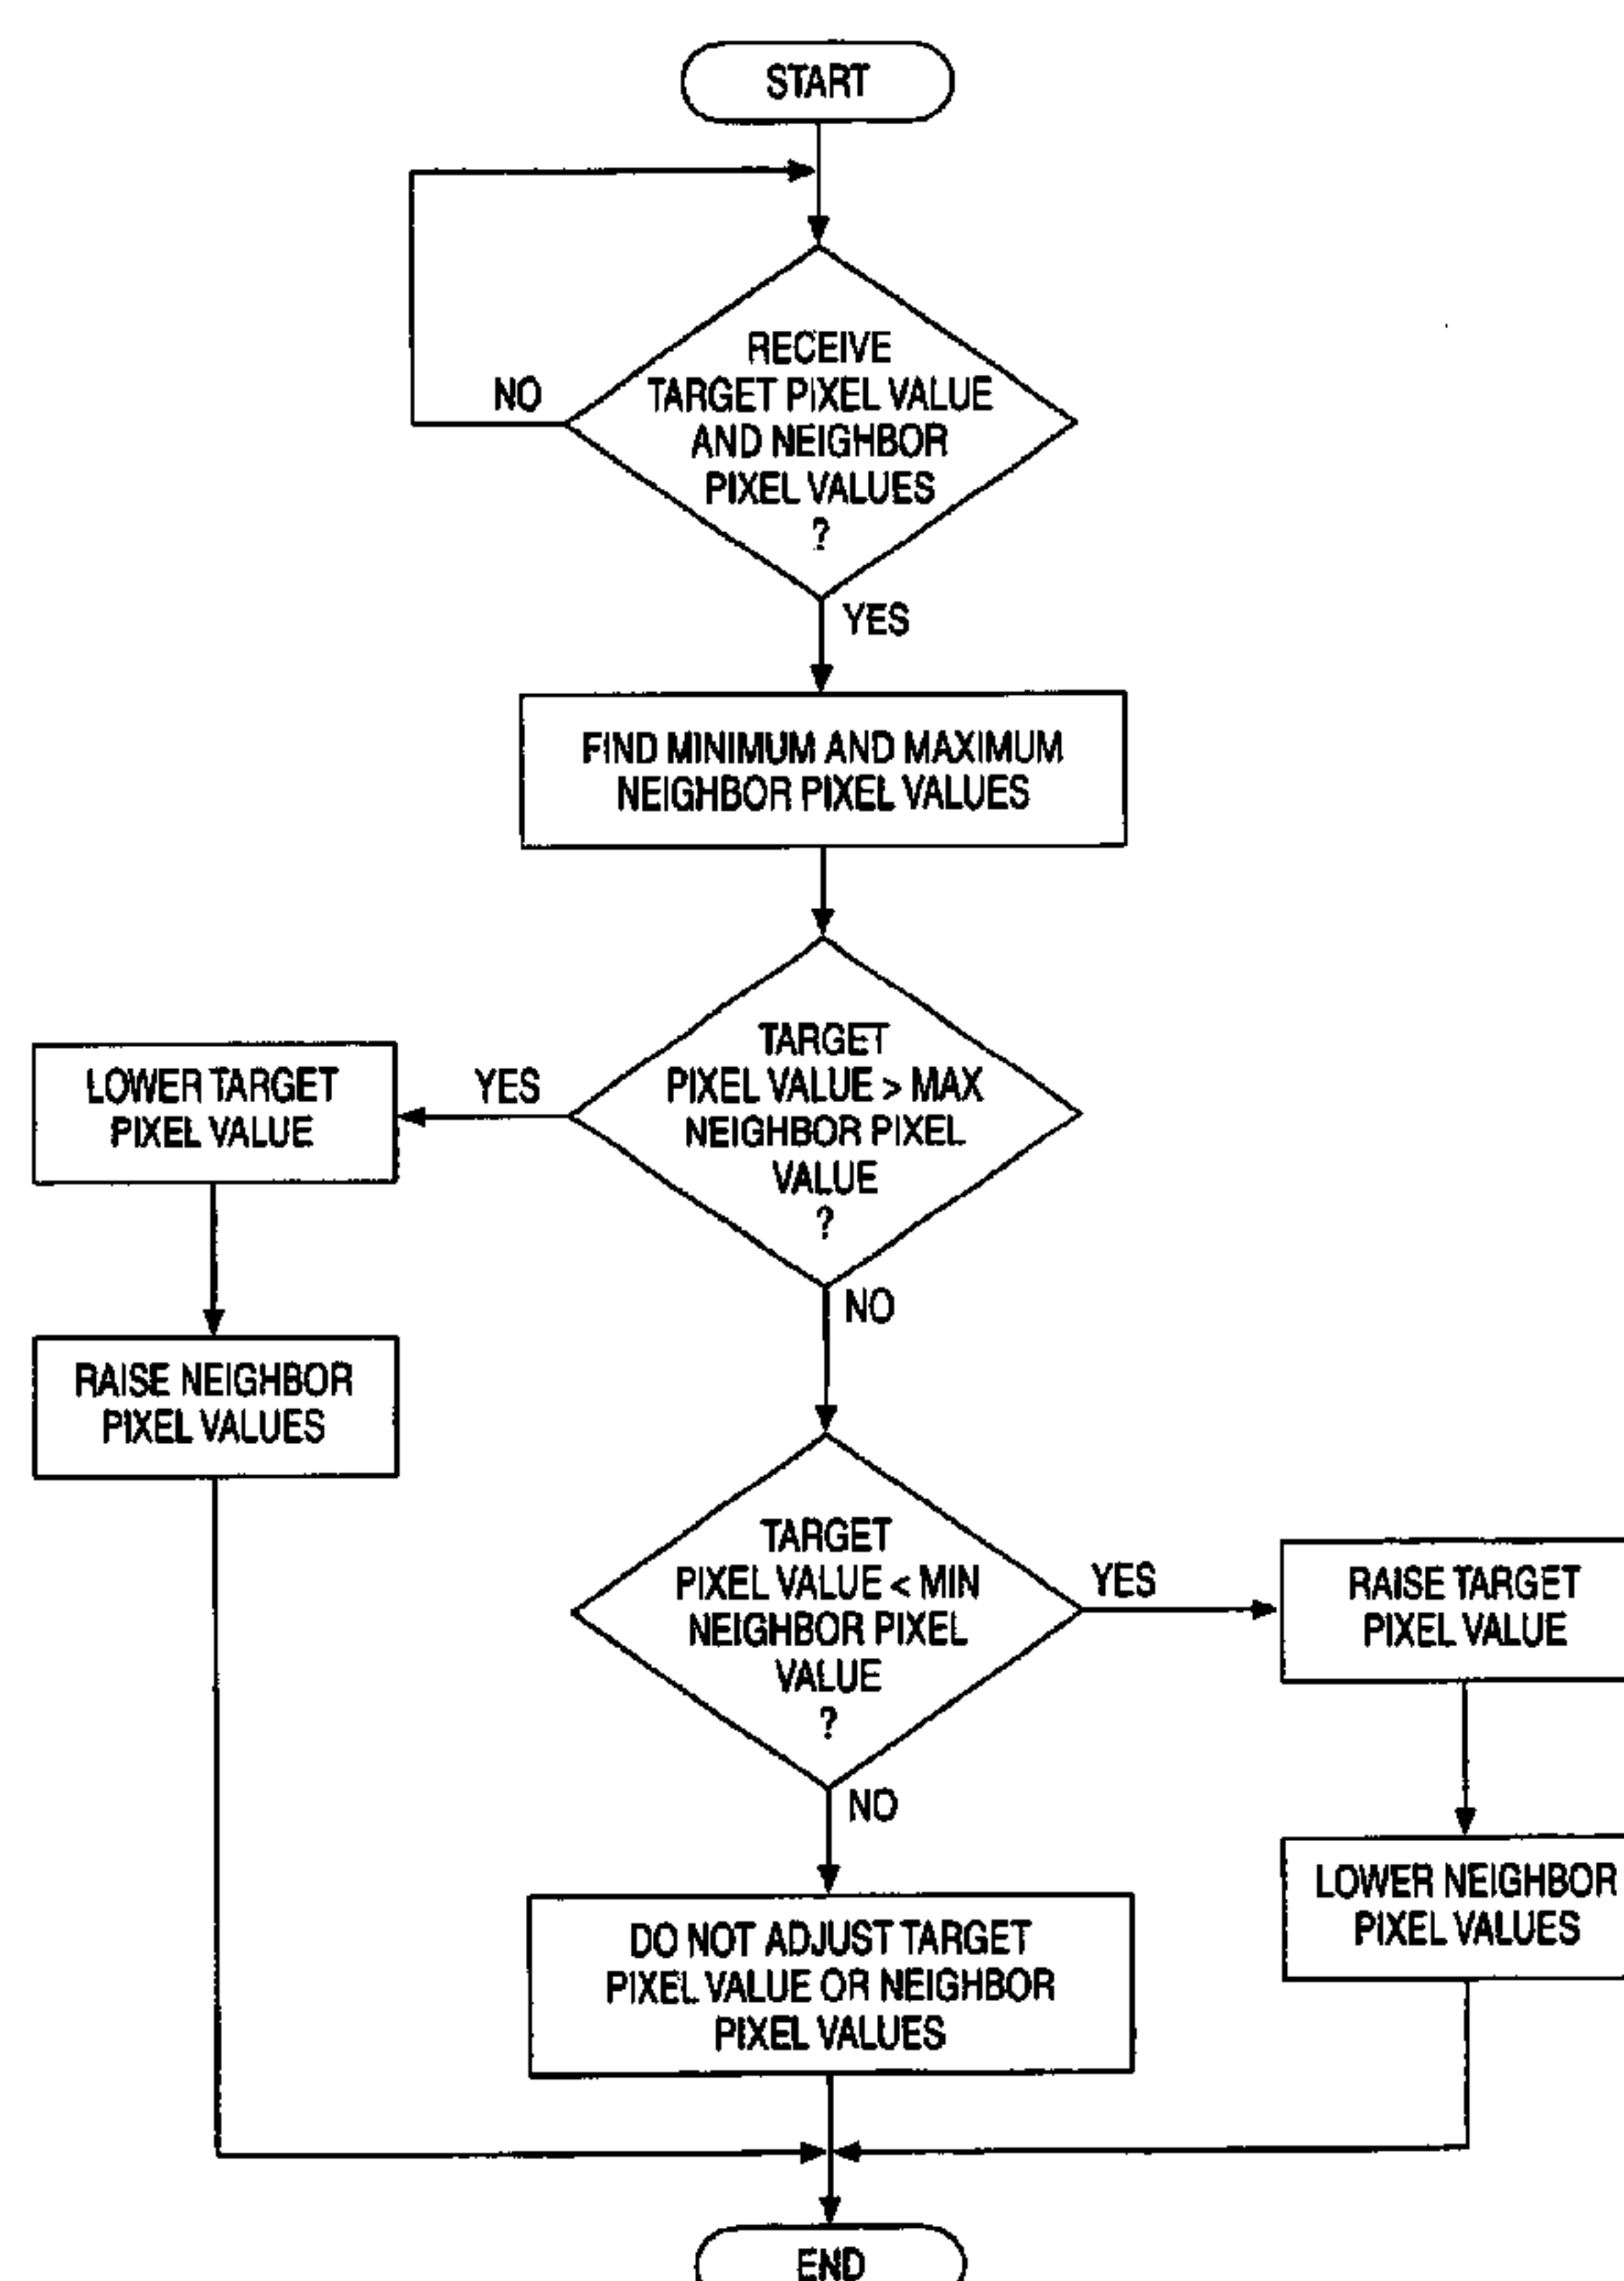 START
RECEIVE
TARGET PIXEL VALUE
AND NEIGHBOR
PIXEL VALUES
?
NO
YES
FIND MINIMUM AND MAXIMUM
NEIGHBOR PIXEL VALUES
TARGET
PIXEL VALUE > MAX
NEIGHBOR PIXEL
VALUE
?
YES
LOWER TARGET
PIXEL VALUE
RAISE NEIGHBOR
PIXEL VALUES
NO
TARGET
PIXEL VALUE < MIN
NEIGHBOR PIXEL
VALUE
?
YES
RAISE TARGET
PIXEL VALUE
LOWER NEIGHBOR
PIXEL VALUES
NO
DO NOT ADJUST TARGET
PIXEL VALUE OR NEIGHBOR
PIXEL VALUES
END